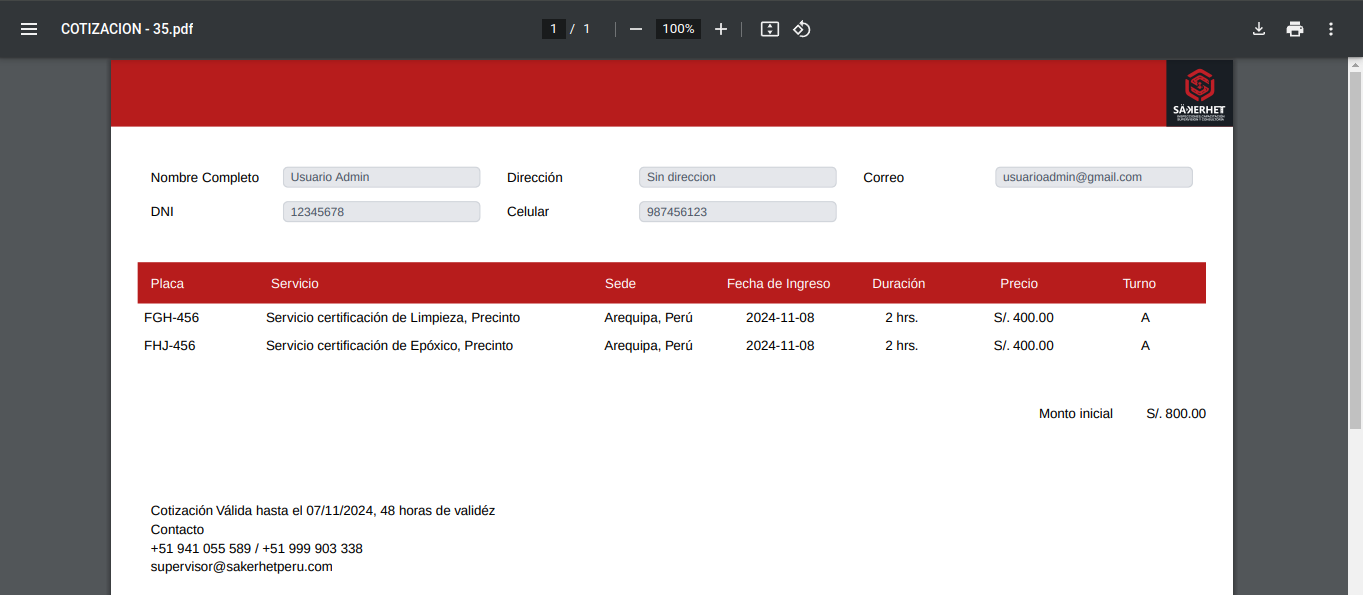 COTIZACION - 35.pdf 1 / 1 100%
SÄKERHET
Nombre Completo Usuario Admin Dirección Sin direccion Correo usuarioadmin@gmail.com
DNI 12345678 Celular 987456123
Placa Servicio Sede Fecha de Ingreso Duración Precio Turno
FGH-456 Servicio certificación de Limpieza, Precinto Arequipa, Perú 2024-11-08 2 hrs. S/. 400.00 A
FHJ-456 Servicio certificación de Epóxico, Precinto Arequipa, Perú 2024-11-08 2 hrs. S/. 400.00 A
Monto inicial S/. 800.00
Cotización Válida hasta el 07/11/2024, 48 horas de validéz
Contacto
+51 941 055 589 / +51 999 903 338
supervisor@sakerhetperu.com